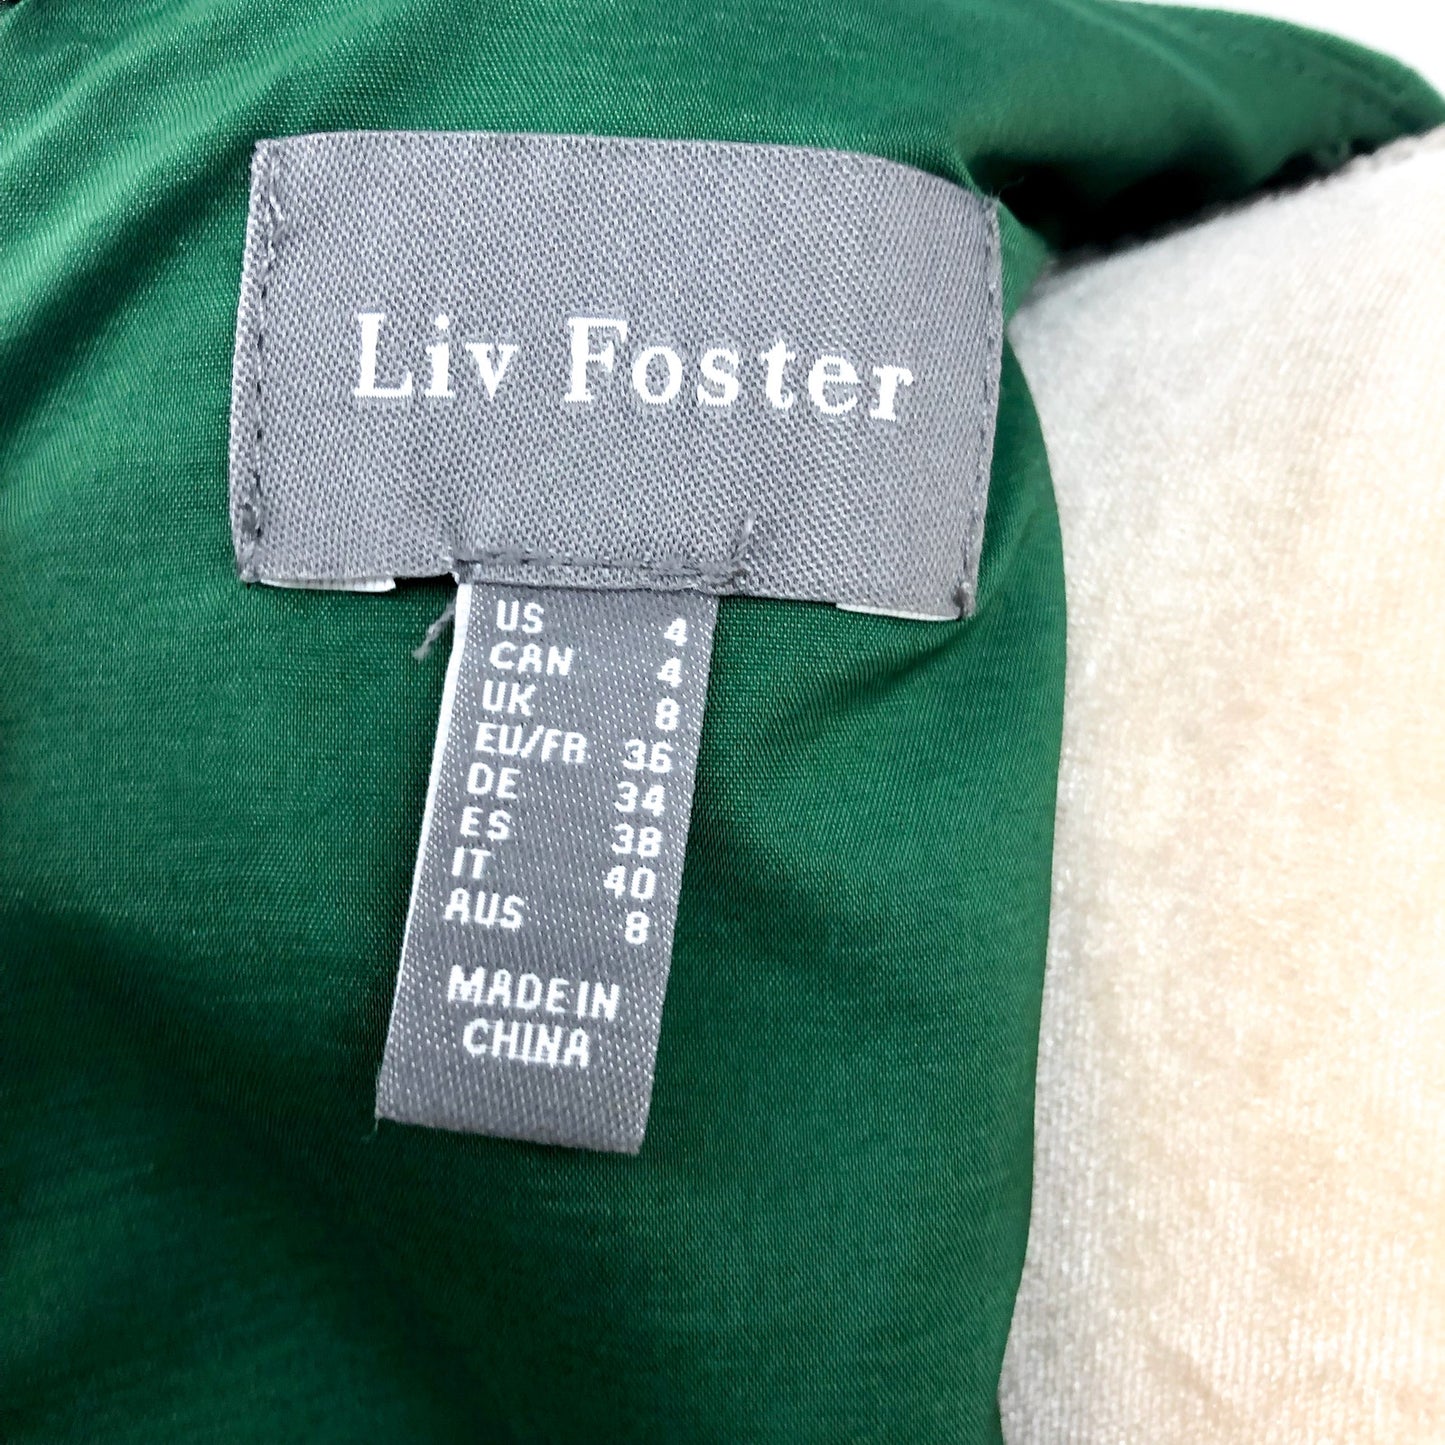 Liv Foster
US 4
CAN 4
UK 8
EU/FR 36
DE 34
ES 38
IT 40
AUS 8
MADE IN
CHINA